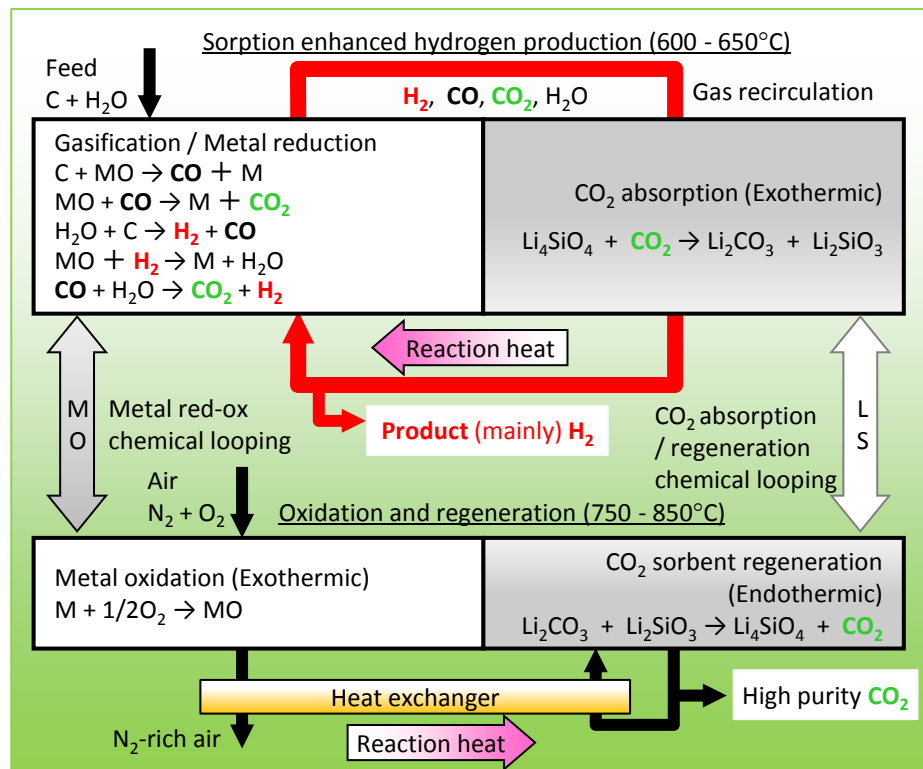 Sorption enhanced hydrogen production (600 - 650°C)
Feed
C + H₂O
H₂, CO, CO₂, H₂O
Gas recirculation
Gasification / Metal reduction
C + MO → CO + M
MO + CO → M + CO₂
H₂O + C → H₂ + CO
MO + H₂ → M + H₂O
CO + H₂O → CO₂ + H₂
CO₂ absorption (Exothermic)
Li₄SiO₄ + CO₂ → Li₂CO₃ + Li₂SiO₃
Reaction heat
M
O
Metal red-ox
chemical looping
Product (mainly) H₂
CO₂ absorption
/ regeneration
chemical looping
L
S
Air
N₂ + O₂
Oxidation and regeneration (750 - 850°C)
Metal oxidation (Exothermic)
M + 1/2O₂ → MO
CO₂ sorbent regeneration
(Endothermic)
Li₂CO₃ + Li₂SiO₃ → Li₄SiO₄ + CO₂
Heat exchanger
High purity CO₂
N₂-rich air
Reaction heat